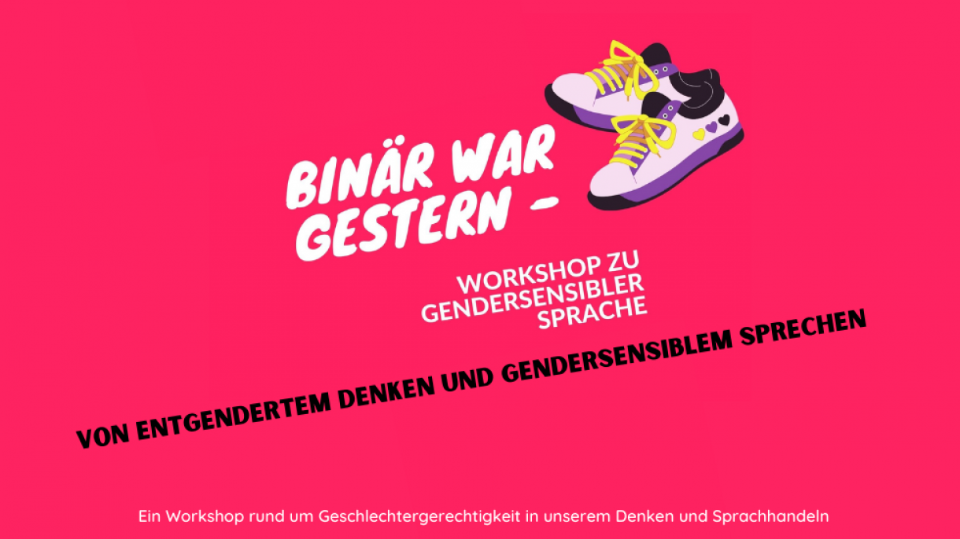 BINÄR WAR
GESTERN -
WORKSHOP ZU
GENDERSENSIBLER
SPRACHE
VON ENTGENDERTEM DENKEN UND GENDERSENSIBLEM SPRECHEN
Ein Workshop rund um Geschlechtergerechtigkeit in unserem Denken und Sprachhandeln